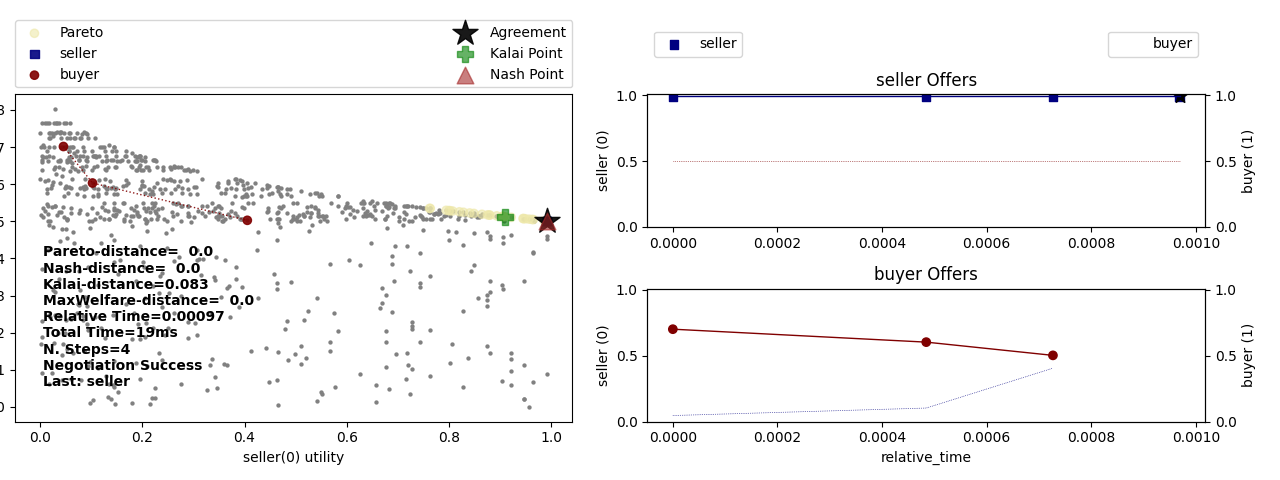 Pareto
seller
buyer
Agreement
Kalai Point
Nash Point
8
7
6
5
4
3
2
1
0
Pareto-distance= 0.0
Nash-distance= 0.0
Kalai-distance=0.083
MaxWelfare-distance= 0.0
Relative Time=0.00097
Total Time=19ms
N. Steps=4
Negotiation Success
Last: seller
0.0 0.2 0.4 0.6 0.8 1.0
seller(0) utility
seller
buyer
seller Offers
seller (0)
1.0
0.5
0.0
1.0
0.5
0.0
buyer (1)
0.0000 0.0002 0.0004 0.0006 0.0008 0.0010
buyer Offers
seller (0)
1.0
0.5
0.0
1.0
0.5
0.0
buyer (1)
0.0000 0.0002 0.0004 0.0006 0.0008 0.0010
relative_time